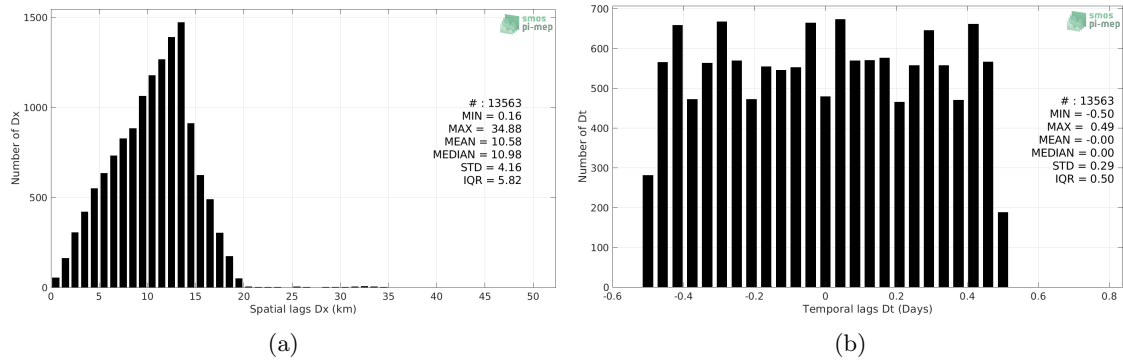 1500
1000
500
0
0 5 10 15 20 25 30 35 40 45 50
Number of Dx
Spatial lags Dx (km)
smos
pi-mep
# : 13563
MIN = 0.16
MAX = 34.88
MEAN = 10.58
MEDIAN = 10.98
STD = 4.16
IQR = 5.82
(a)
700
600
500
400
300
200
100
0
-0.6 -0.4 -0.2 0 0.2 0.4 0.6 0.8
Number of Dt
Temporal lags Dt (Days)
smos
pi-mep
# : 13563
MIN = -0.50
MAX = 0.49
MEAN = -0.00
MEDIAN = 0.00
STD = 0.29
IQR = 0.50
(b)